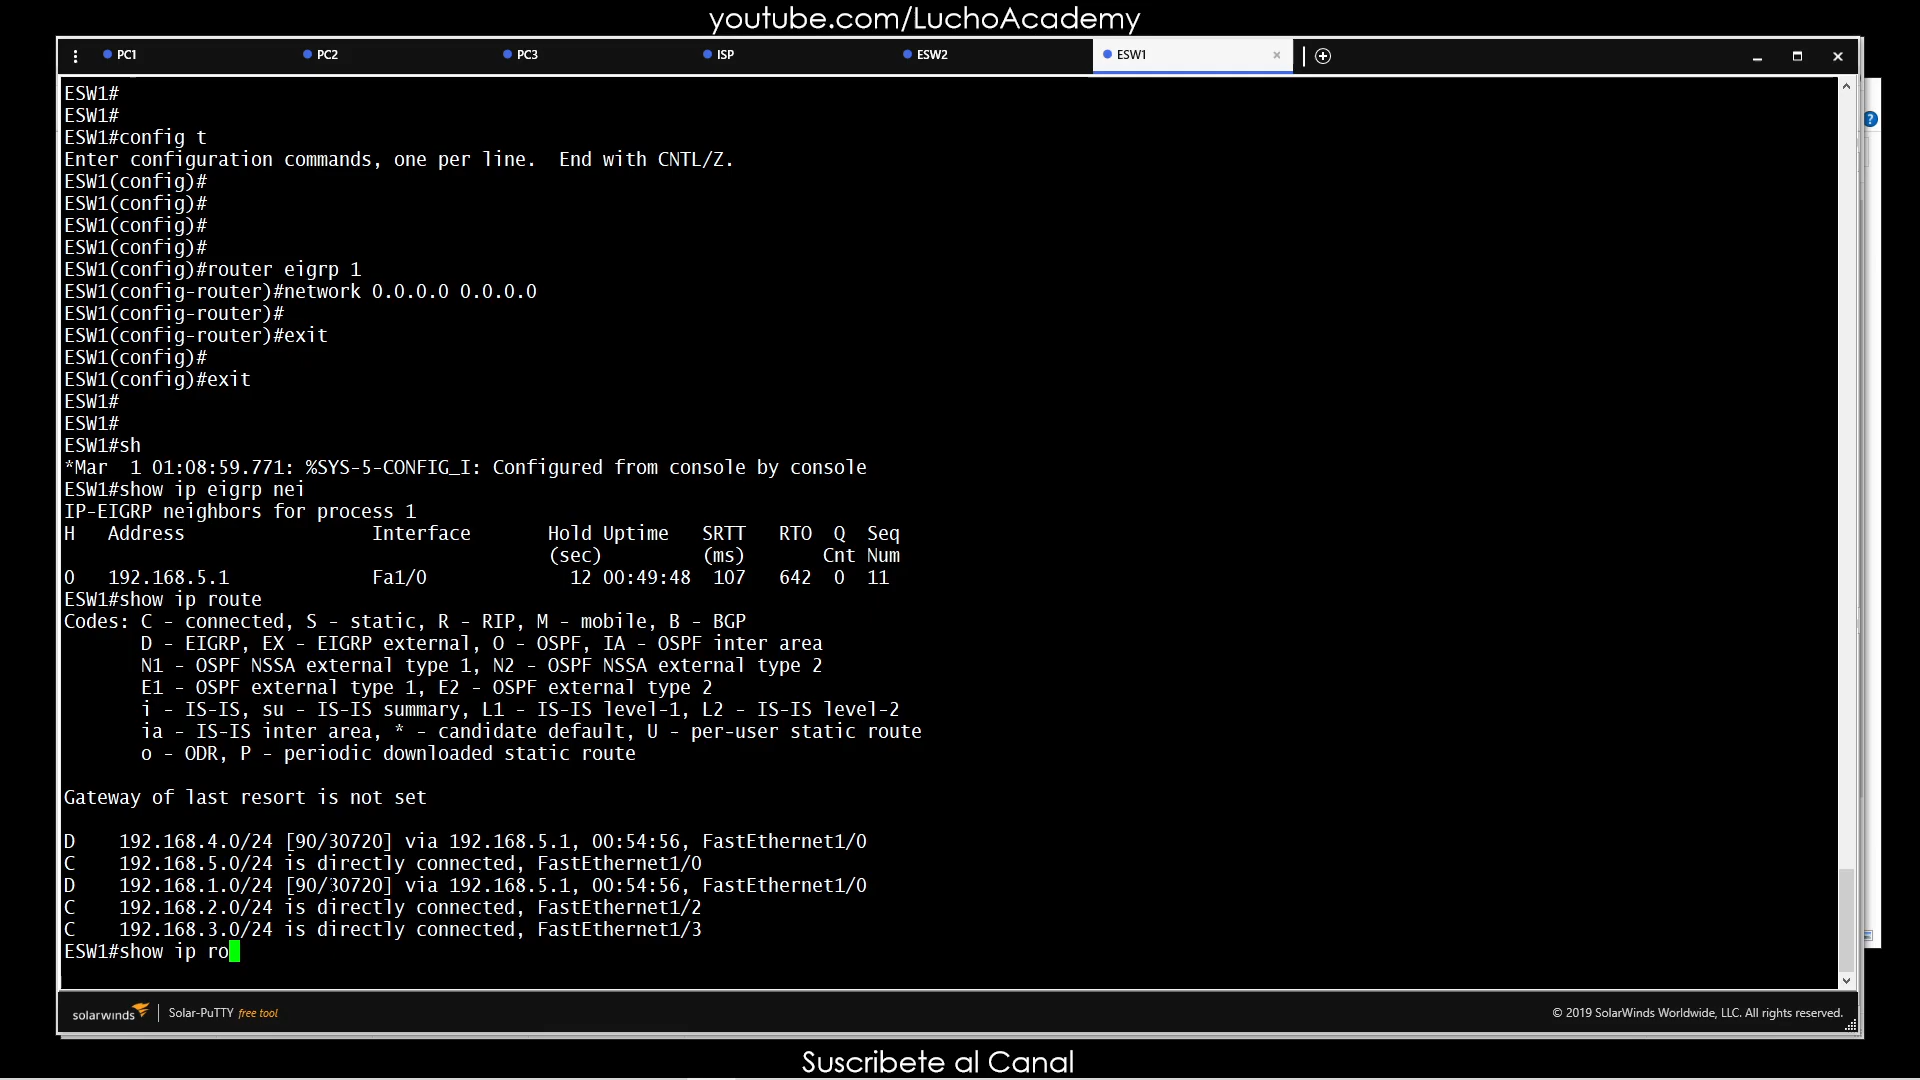 youtube.com/LuchoAcademy
PC1 PC2 PC3 ISP ESW2 ESW1
ESW1#
ESW1#
ESW1#config t
Enter configuration commands, one per line.  End with CNTL/Z.
ESW1(config)#
ESW1(config)#
ESW1(config)#
ESW1(config)#
ESW1(config)#router eigrp 1
ESW1(config-router)#network 0.0.0.0 0.0.0.0
ESW1(config-router)#
ESW1(config-router)#exit
ESW1(config)#
ESW1(config)#exit
ESW1#
ESW1#
ESW1#sh
*Mar  1 01:08:59.771: %SYS-5-CONFIG_I: Configured from console by console
ESW1#show ip eigrp nei
IP-EIGRP neighbors for process 1
H   Address                 Interface       Hold Uptime   SRTT   RTO  Q  Seq
                                            (sec)         (ms)       Cnt Num
0   192.168.5.1             Fa1/0             12 00:49:48  107   642  0  11
ESW1#show ip route
Codes: C - connected, S - static, R - RIP, M - mobile, B - BGP
       D - EIGRP, EX - EIGRP external, O - OSPF, IA - OSPF inter area
       N1 - OSPF NSSA external type 1, N2 - OSPF NSSA external type 2
       E1 - OSPF external type 1, E2 - OSPF external type 2
       i - IS-IS, su - IS-IS summary, L1 - IS-IS level-1, L2 - IS-IS level-2
       ia - IS-IS inter area, * - candidate default, U - per-user static route
       o - ODR, P - periodic downloaded static route
Gateway of last resort is not set
D    192.168.4.0/24 [90/30720] via 192.168.5.1, 00:54:56, FastEthernet1/0
C    192.168.5.0/24 is directly connected, FastEthernet1/0
D    192.168.1.0/24 [90/30720] via 192.168.5.1, 00:54:56, FastEthernet1/0
C    192.168.2.0/24 is directly connected, FastEthernet1/2
C    192.168.3.0/24 is directly connected, FastEthernet1/3
ESW1#show ip ro
solarwinds | Solar-PuTTY free tool © 2019 SolarWinds Worldwide, LLC. All rights reserved.
Suscribete al Canal